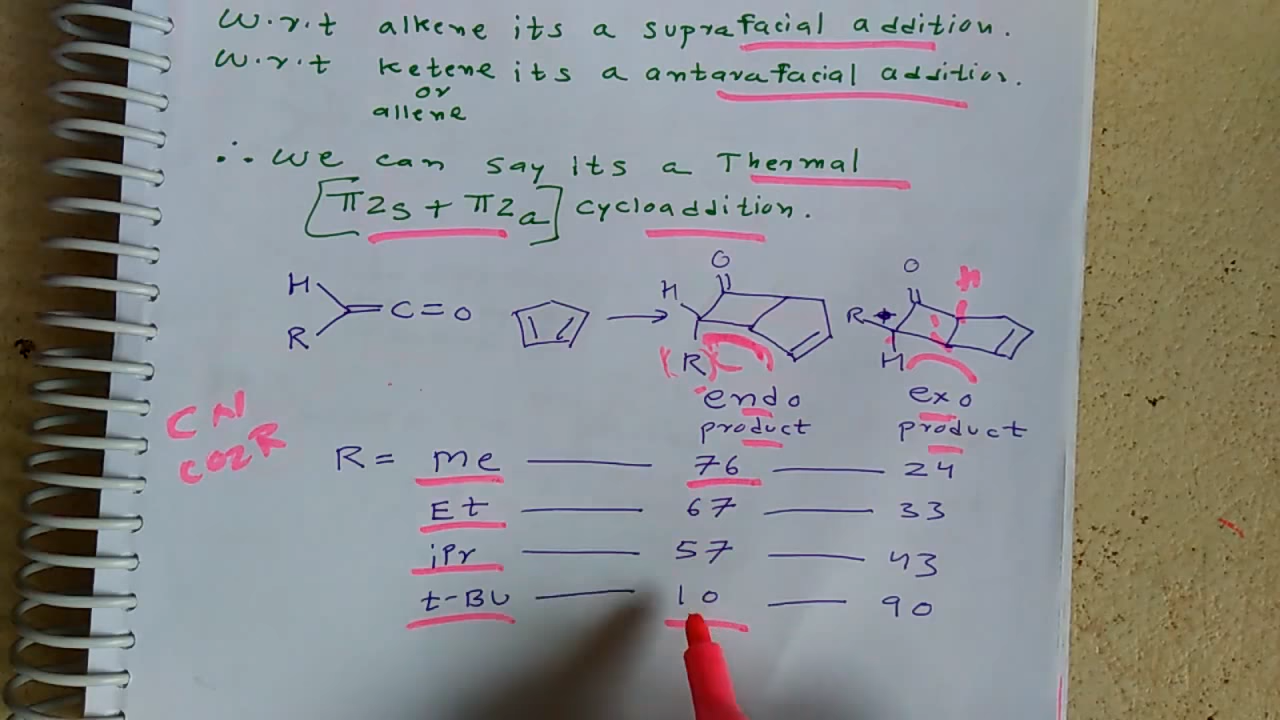 w.r.t alkene its a suprafacial addition.
w.r.t ketene its a antarafacial addition.
or
allene
∴ we can say its a Thermal
[π2s + π2a] cycloaddition.
H R C=O O H (R) O H R H
endo product exo product
CN
CO2R
R= Me — 76 — 24
Et — 67 — 33
iPr — 57 — 43
t-BU — 10 — 90